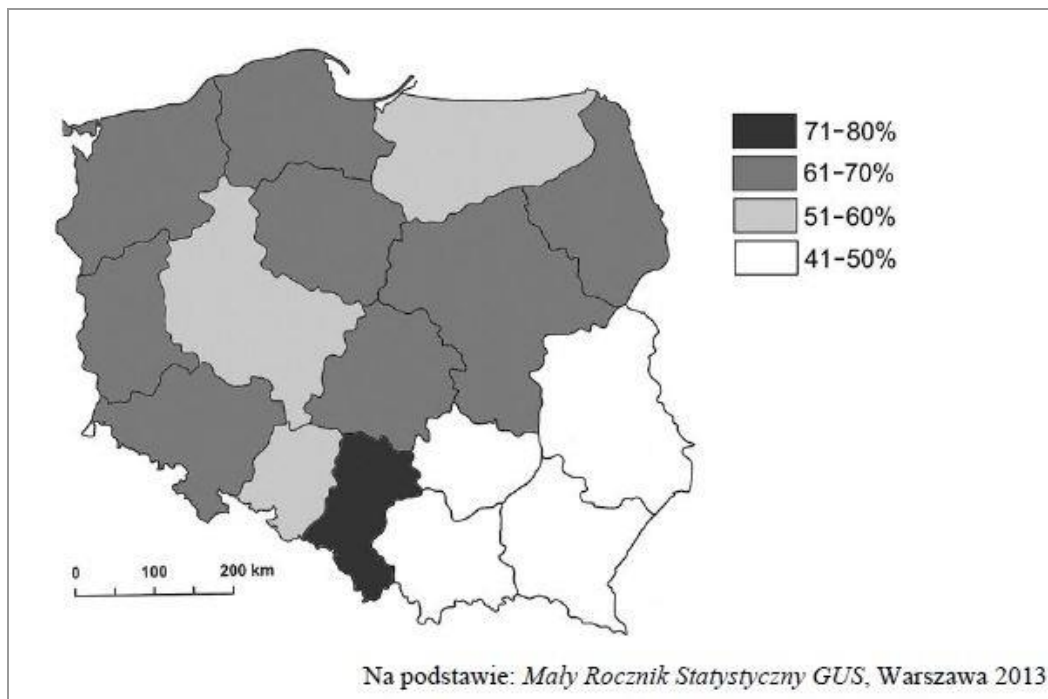 71–80%
61–70%
51–60%
41–50%
0 100 200 km
Na podstawie: Mały Rocznik Statystyczny GUS, Warszawa 2013